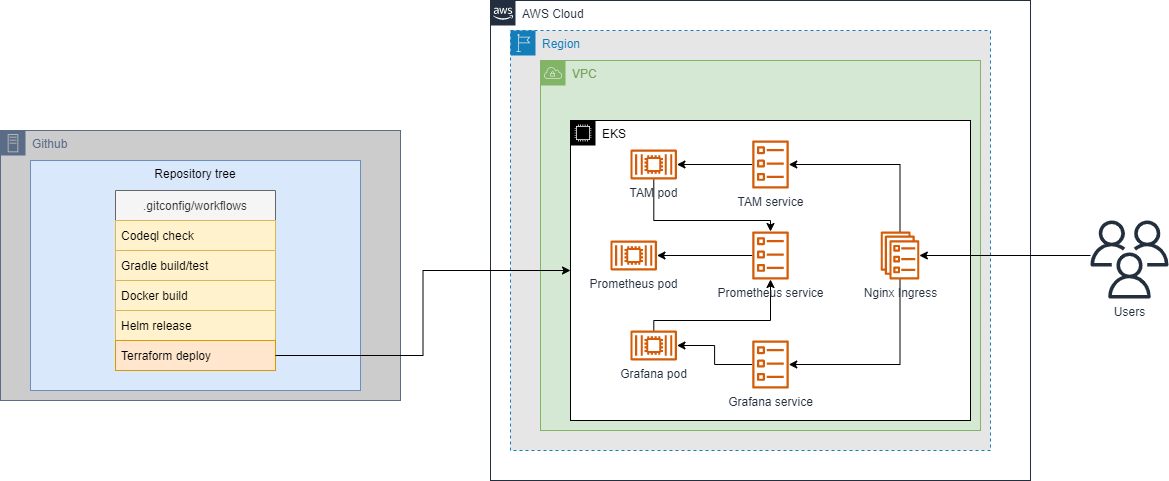 aws
AWS Cloud
Region
VPC
EKS
TAM pod
TAM service
Prometheus pod
Prometheus service
Nginx Ingress
Grafana pod
Grafana service
Users
Github
Repository tree
.gitconfig/workflows
Codeql check
Gradle build/test
Docker build
Helm release
Terraform deploy